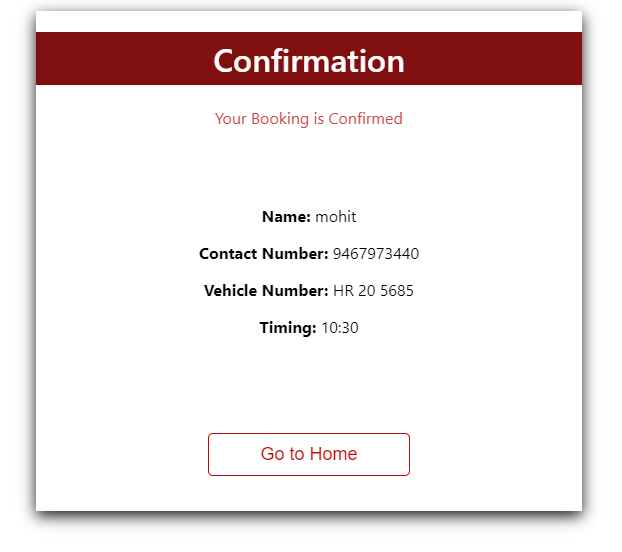 Confirmation
Your Booking is Confirmed
Name: mohit
Contact Number: 9467973440
Vehicle Number: HR 20 5685
Timing: 10:30
Go to Home